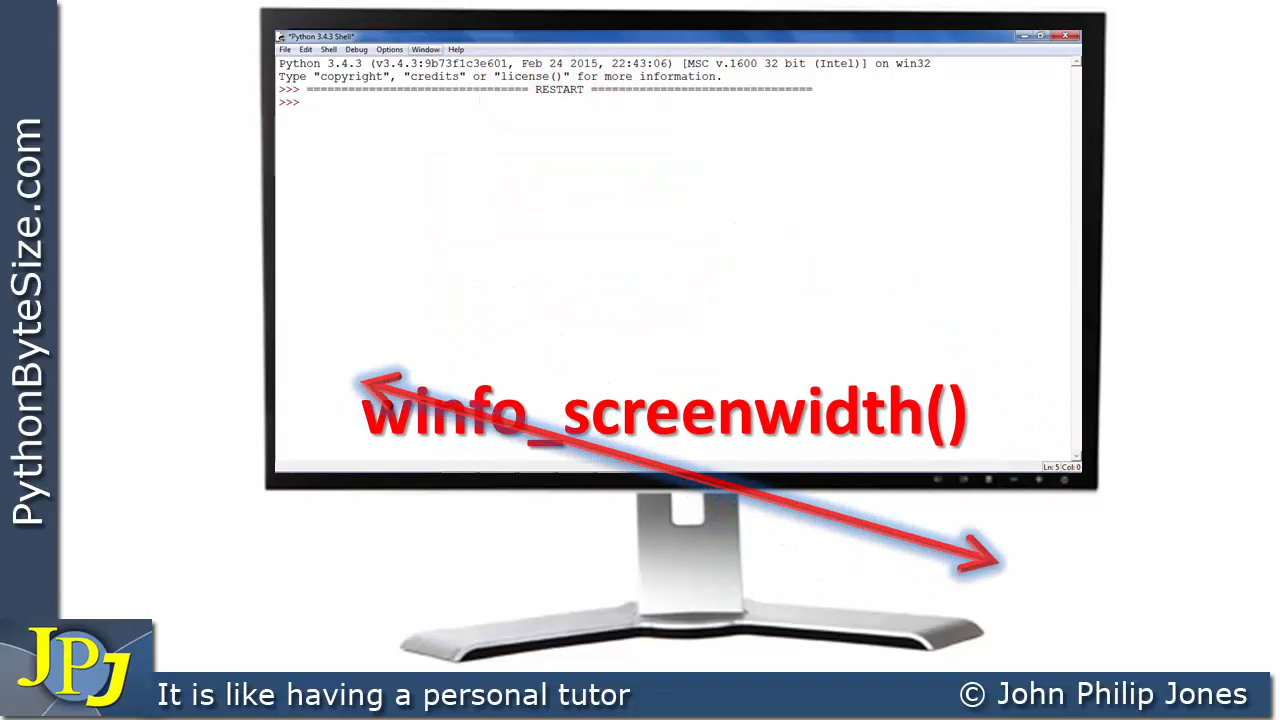 *Python 3.4.3 Shell*
File Edit Shell Debug Options Window Help
Python 3.4.3 (v3.4.3:9b73f1c3e601, Feb 24 2015, 22:43:06) [MSC v.1600 32 bit (Intel)] on win32
Type "copyright", "credits" or "license()" for more information.
>>> ================================ RESTART ================================
>>>
winfo_screenwidth()
Ln: 5 Col: 0
PythonByteSize.com
JPJ
It is like having a personal tutor
© John Philip Jones